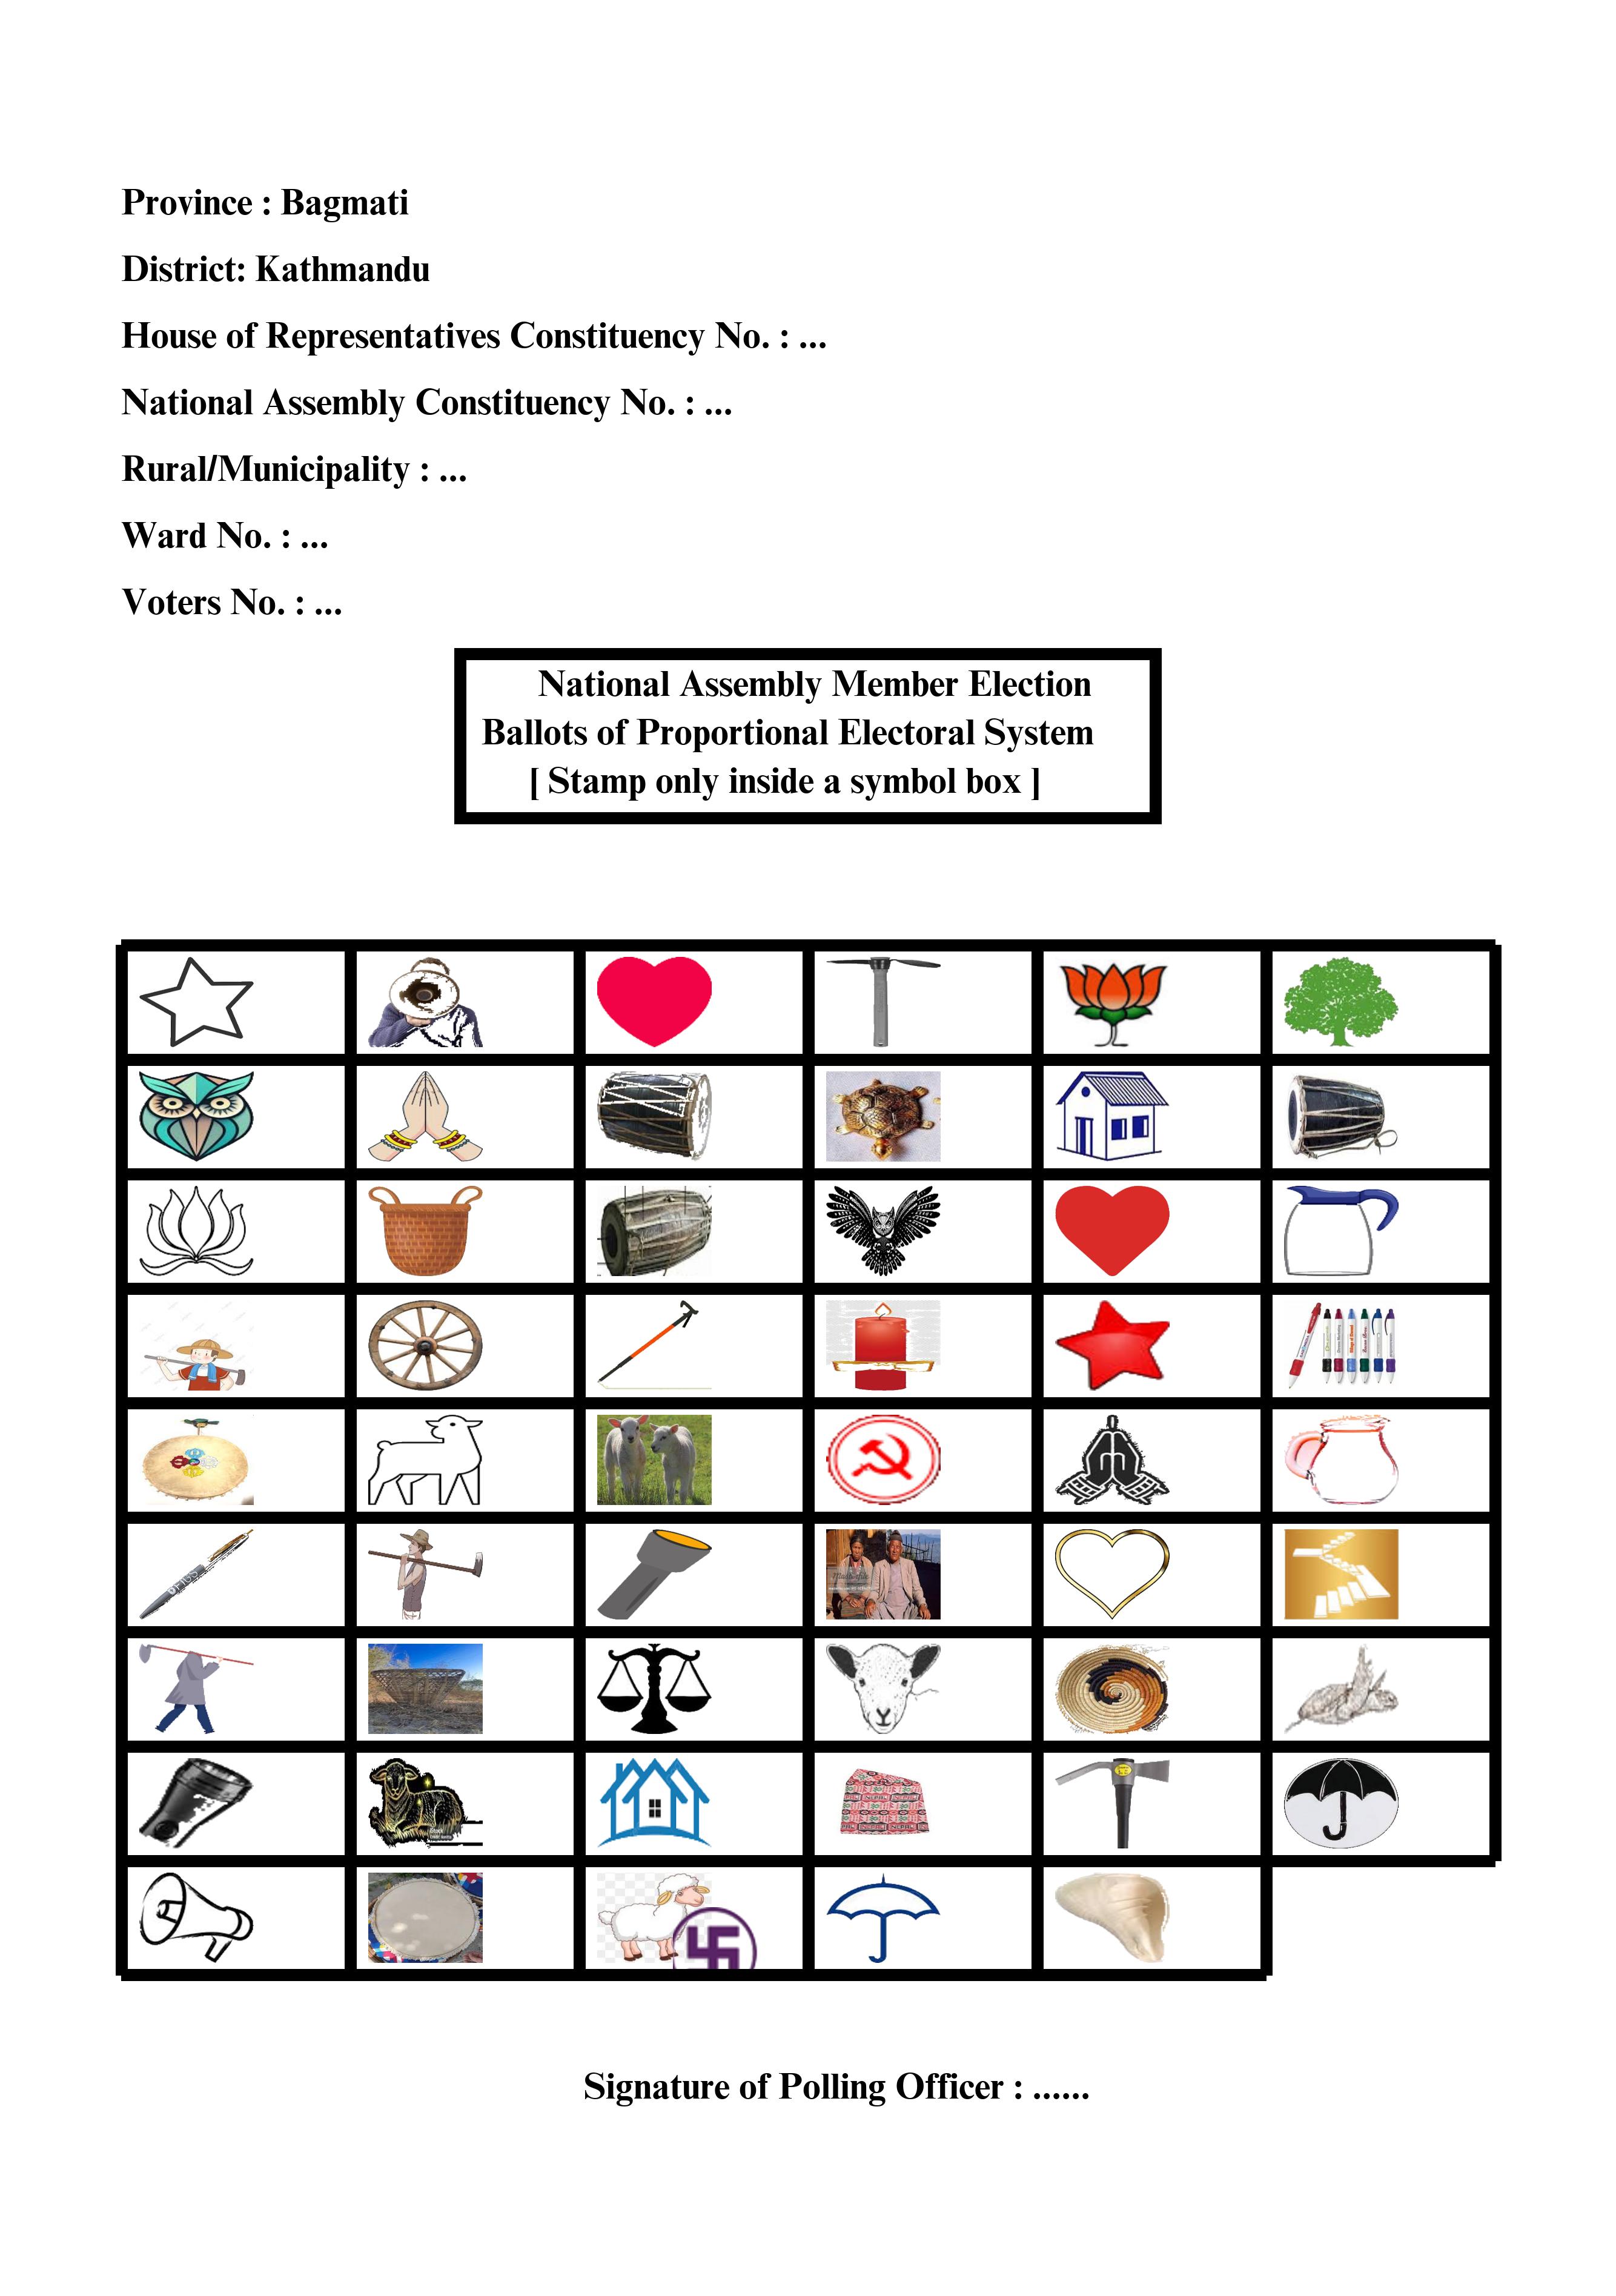 Province : Bagmati
District: Kathmandu
House of Representatives Constituency No. : ...
National Assembly Constituency No. : ...
Rural/Municipality : ...
Ward No. : ...
Voters No. : ...
National Assembly Member Election
Ballots of Proportional Electoral System
[ Stamp only inside a symbol box ]
Signature of Polling Officer : ......